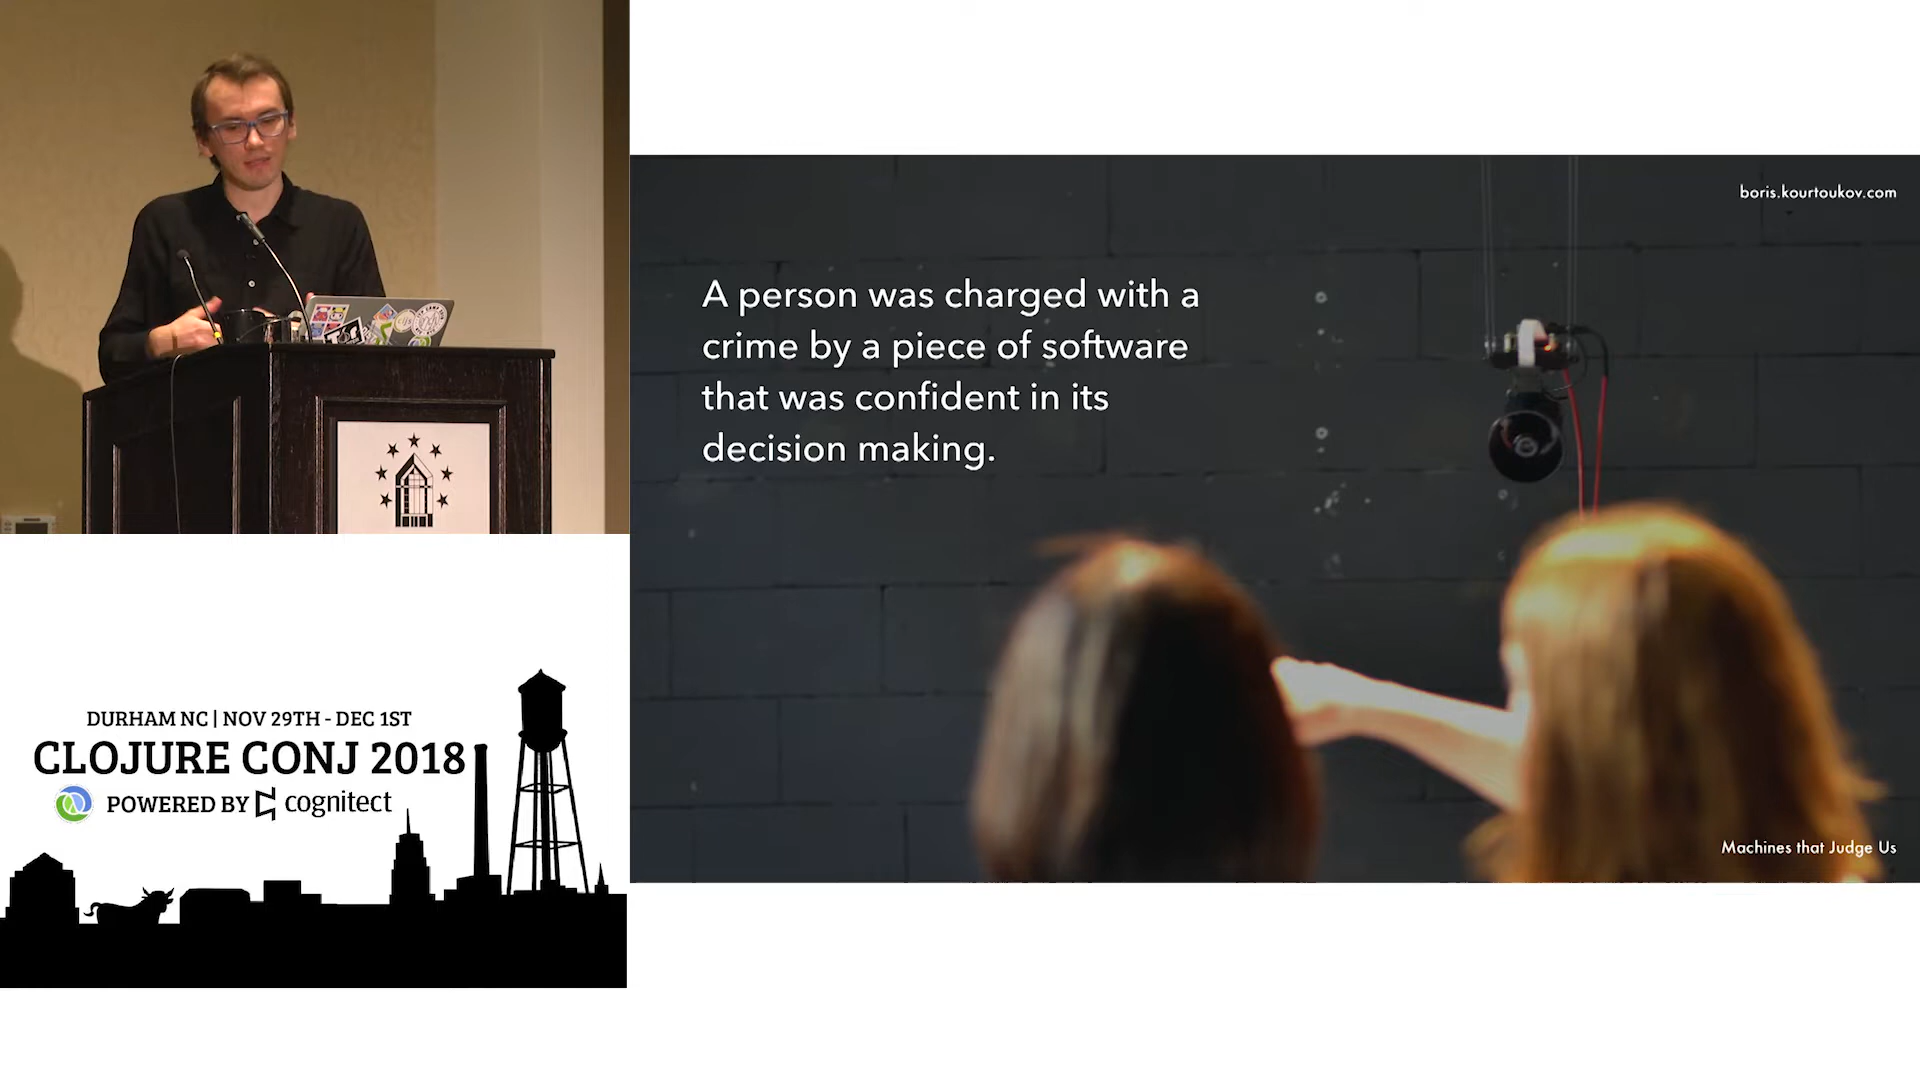 boris.kourtoukov.com
A person was charged with a
crime by a piece of software
that was confident in its
decision making.
Machines that Judge Us
DURHAM NC | NOV 29TH - DEC 1ST
CLOJURE CONJ 2018
POWERED BY cognitect